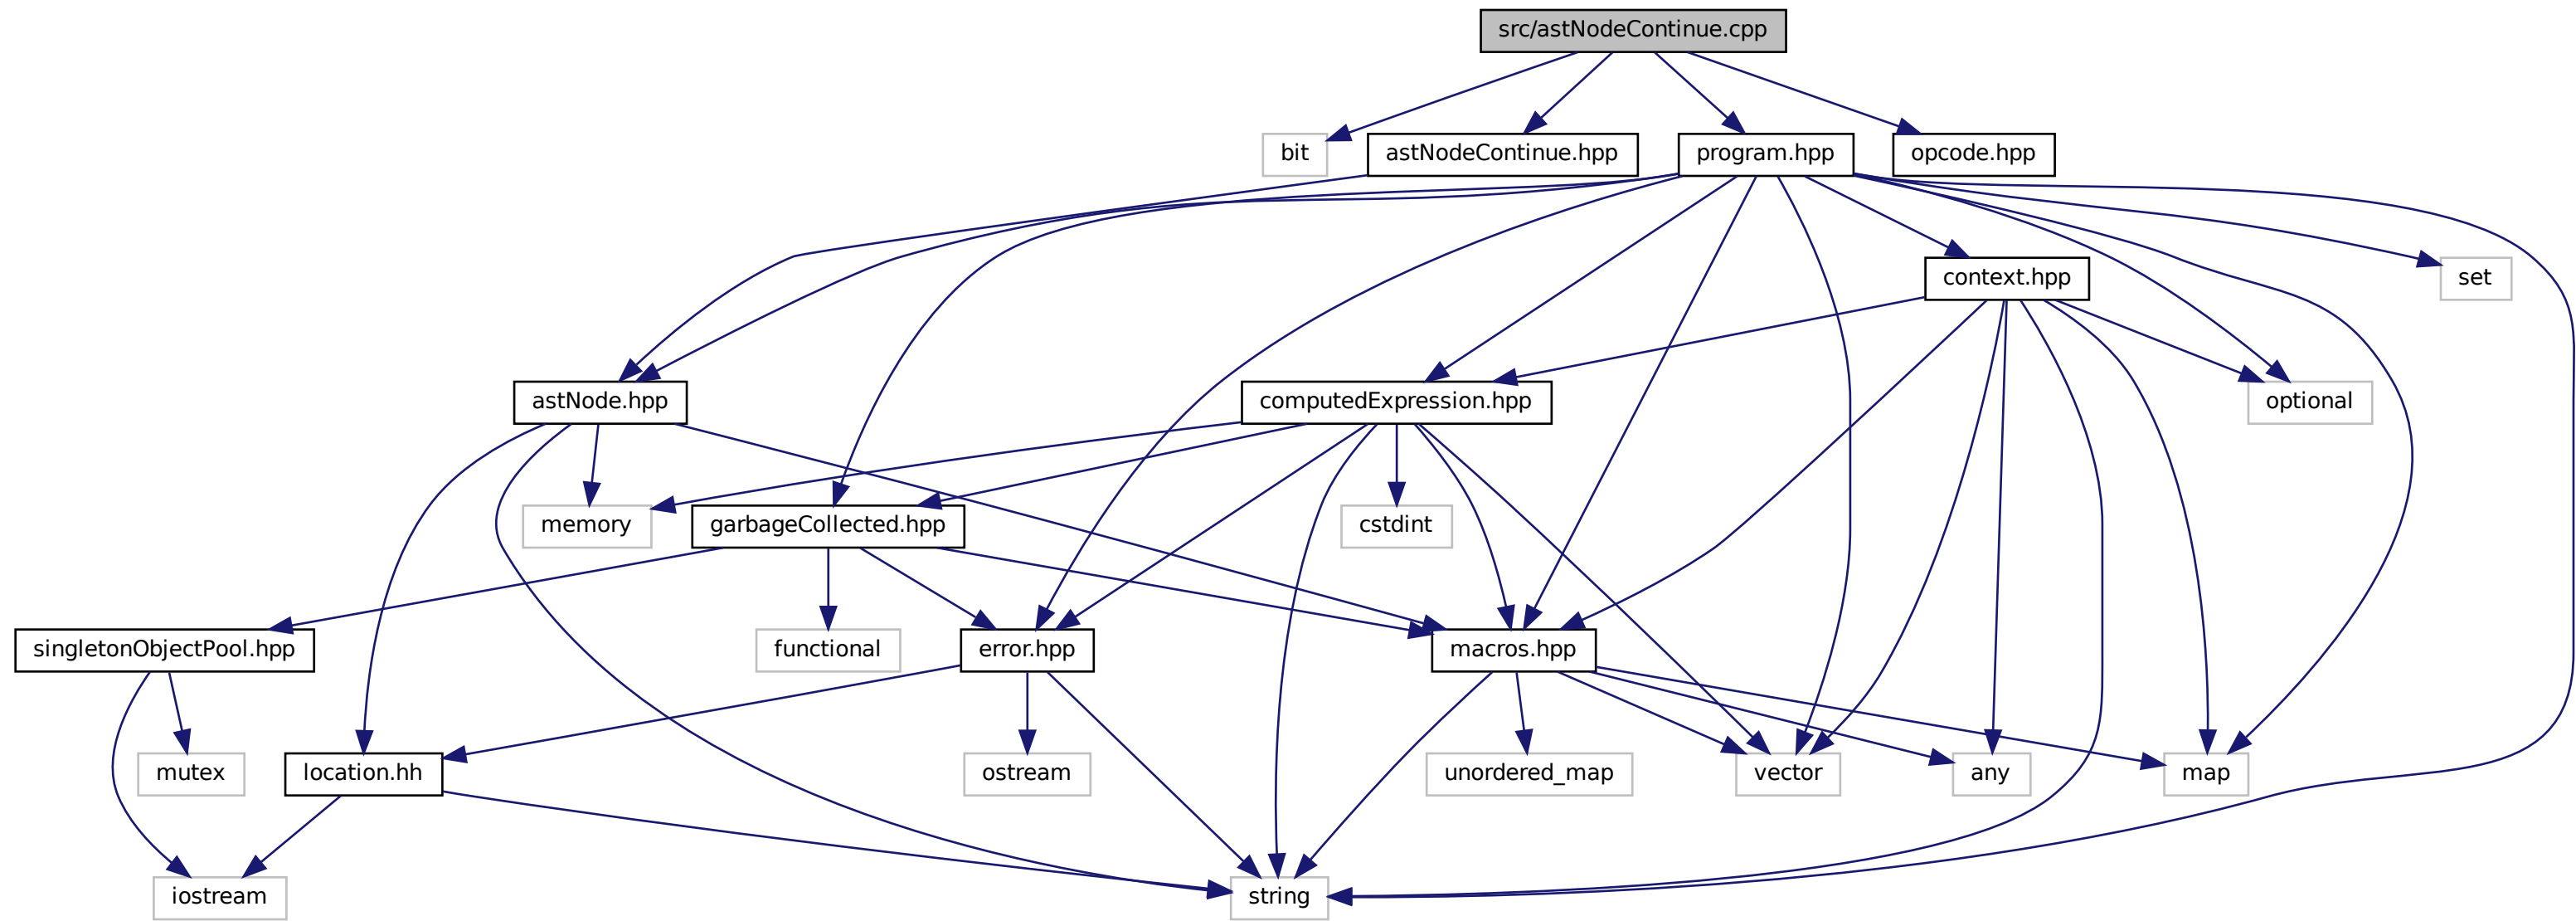 src/astNodeContinue.cpp
bit
astNodeContinue.hpp
program.hpp
opcode.hpp
context.hpp
set
astNode.hpp
computedExpression.hpp
optional
memory
garbageCollected.hpp
cstdint
singletonObjectPool.hpp
functional
error.hpp
macros.hpp
mutex
location.hh
ostream
unordered_map
vector
any
map
iostream
string